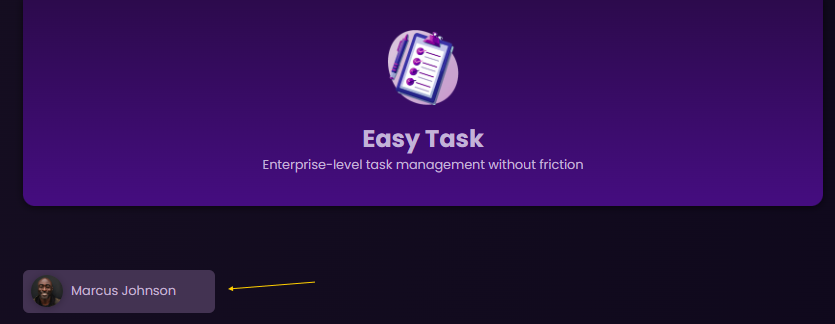 Easy Task
Enterprise-level task management without friction
Marcus Johnson